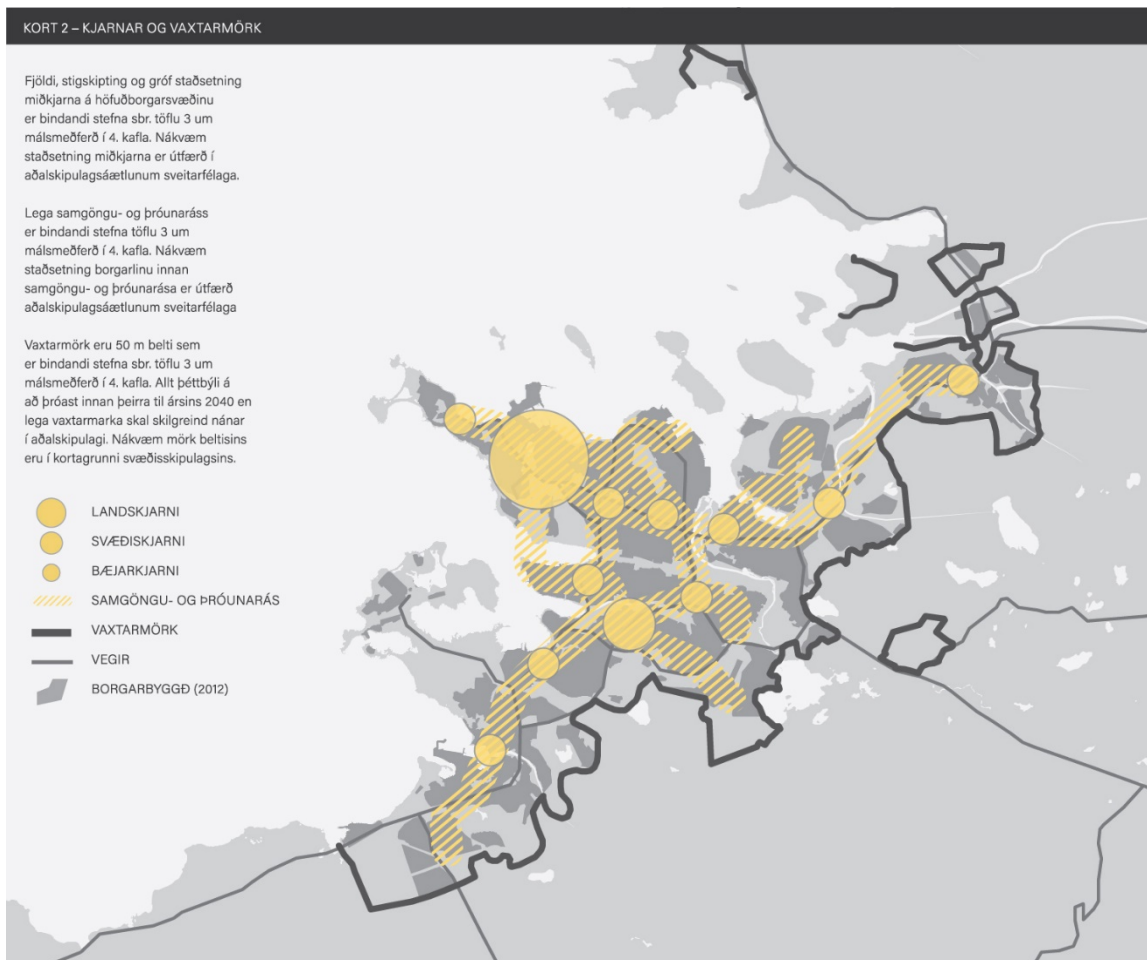 KORT 2 – KJARNAR OG VAXTARMÖRK
Fjöldi, stigskipting og gróf staðsetning
miðkjarna á höfuðborgarsvæðinu
er bindandi stefna sbr. töflu 3 um
málsmeðferð í 4. kafla. Nákvæm
staðsetning miðkjarna er útfærð í
aðalskipulagsáætlunum sveitarfélaga.
Lega samgöngu- og þróunaráss
er bindandi stefna töflu 3 um
málsmeðferð í 4. kafla. Nákvæm
staðsetning borgarlinu innan
samgöngu- og þróunarása er útfærð
aðalskipulagsáætlunum sveitarfélaga
Vaxtarmörk eru 50 m belti sem
er bindandi stefna sbr. töflu 3 um
málsmeðferð í 4. kafla. Allt þéttbýli á
að þróast innan þeirra til ársins 2040 en
lega vaxtarmarka skal skilgreind nánar
í aðalskipulagi. Nákvæm mörk beltisins
eru í kortagrunni svæðisskipulagsins.
LANDSKJARNI
SVÆÐISKJARNI
BÆJARKJARNI
SAMGÖNGU- OG ÞRÓUNARÁS
VAXTARMÖRK
VEGIR
BORGARBYGGÐ (2012)